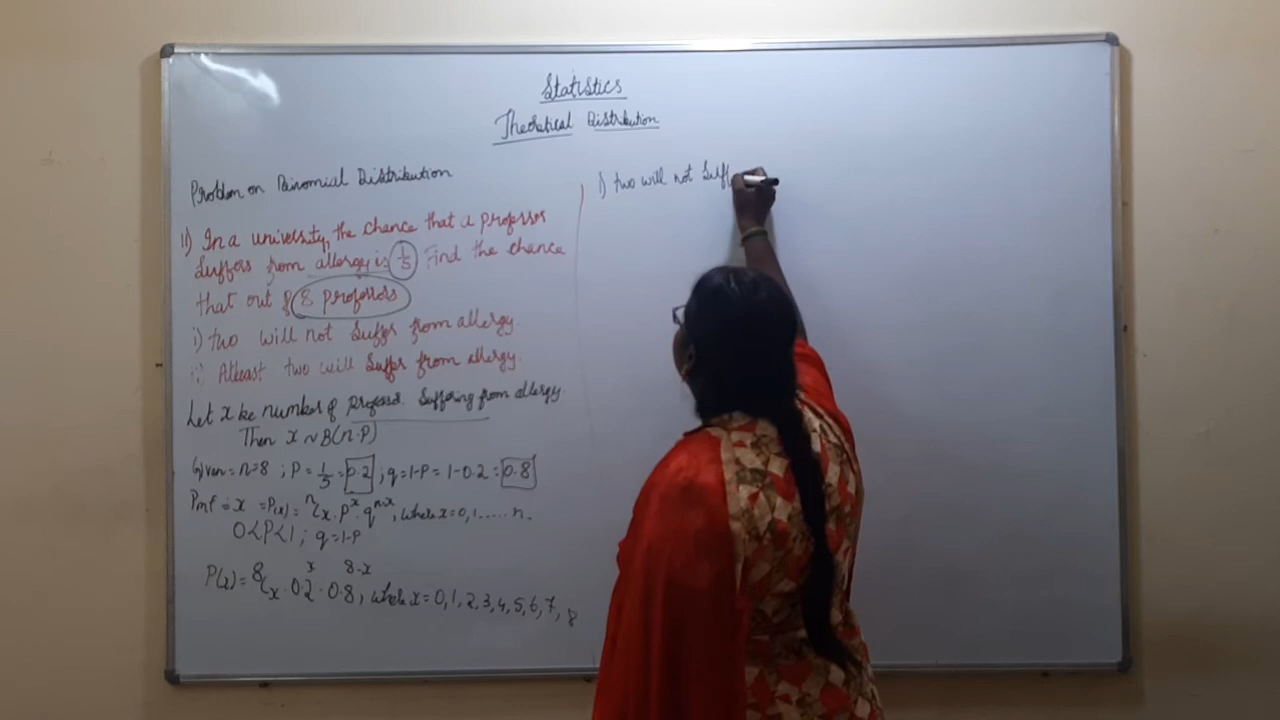 Statistics
Theoretical Distribution
Problem on Binomial Distribution
11) In a university, the chance that a professor
suffers from allergy is 1/5 Find the chance
that out of 8 professors
i) two will not suffer from allergy.
ii) Atleast two will suffer from allergy.
Let x be number of professor suffering from allergy
Then x ~ B(n.P)
Given = n=8 ; P = 1/5 = 0.2 ; q=1-P = 1-0.2 = 0.8
Pmf is x = P(x) = nCx . P^x . q^n-x, where x=0,1......n.
0<P<1 ; q=1-P
P(x) = 8Cx . 0.2^x . 0.8^8-x, where x=0,1,2,3,4,5,6,7,8
i) two will not suff